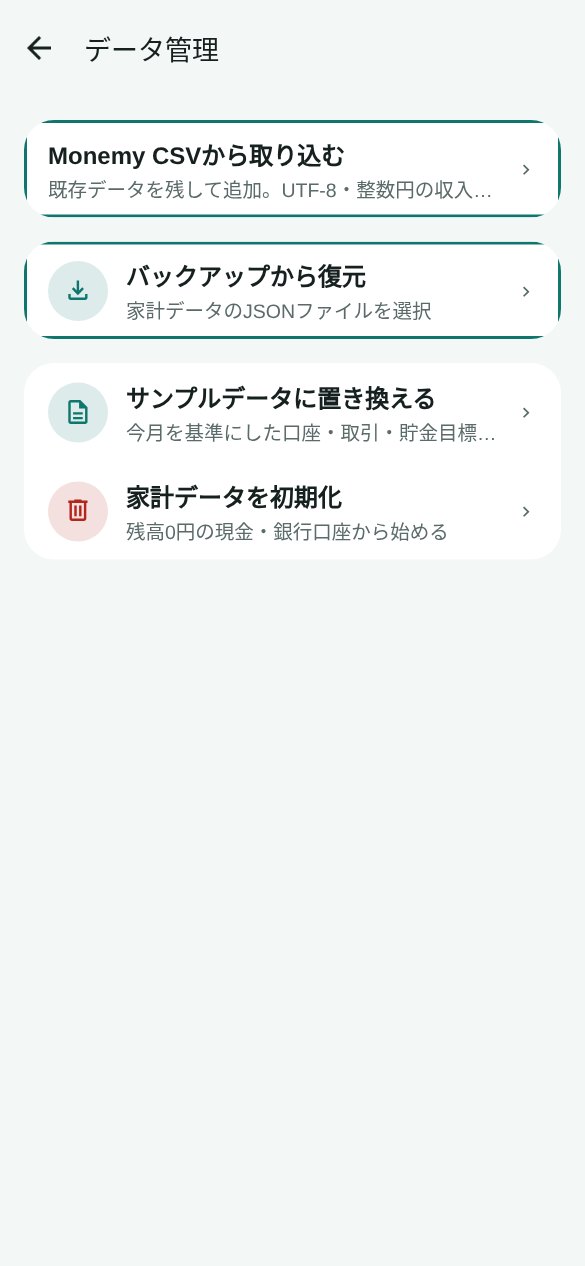 データ管理
Monemy CSVから取り込む
既存データを残して追加。UTF-8・整数円の収入…
バックアップから復元
家計データのJSONファイルを選択
サンプルデータに置き換える
今月を基準にした口座・取引・貯金目標…
家計データを初期化
残高0円の現金・銀行口座から始める